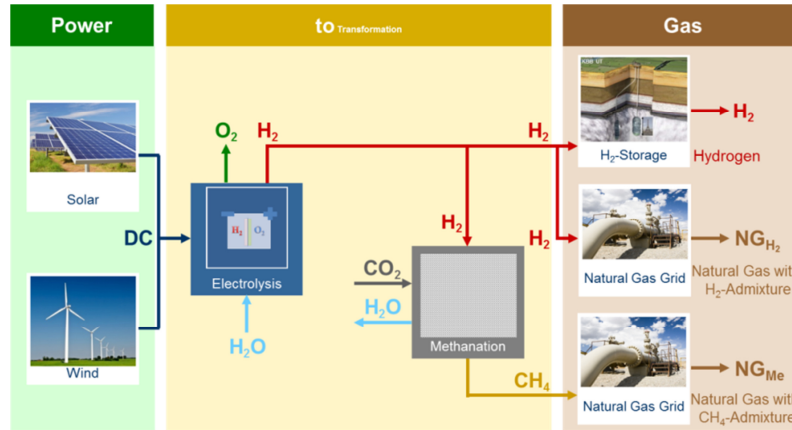 Power
to Transformation
Gas
Solar
Wind
DC
O₂
H₂
H₂ O₂
Electrolysis
H₂O
H₂
CO₂
H₂O
Methanation
CH₄
H₂
H₂
H₂-Storage
H₂
Hydrogen
Natural Gas Grid
NG_H₂
Natural Gas with
H₂-Admixture
Natural Gas Grid
NG_Me
Natural Gas with
CH₄-Admixture